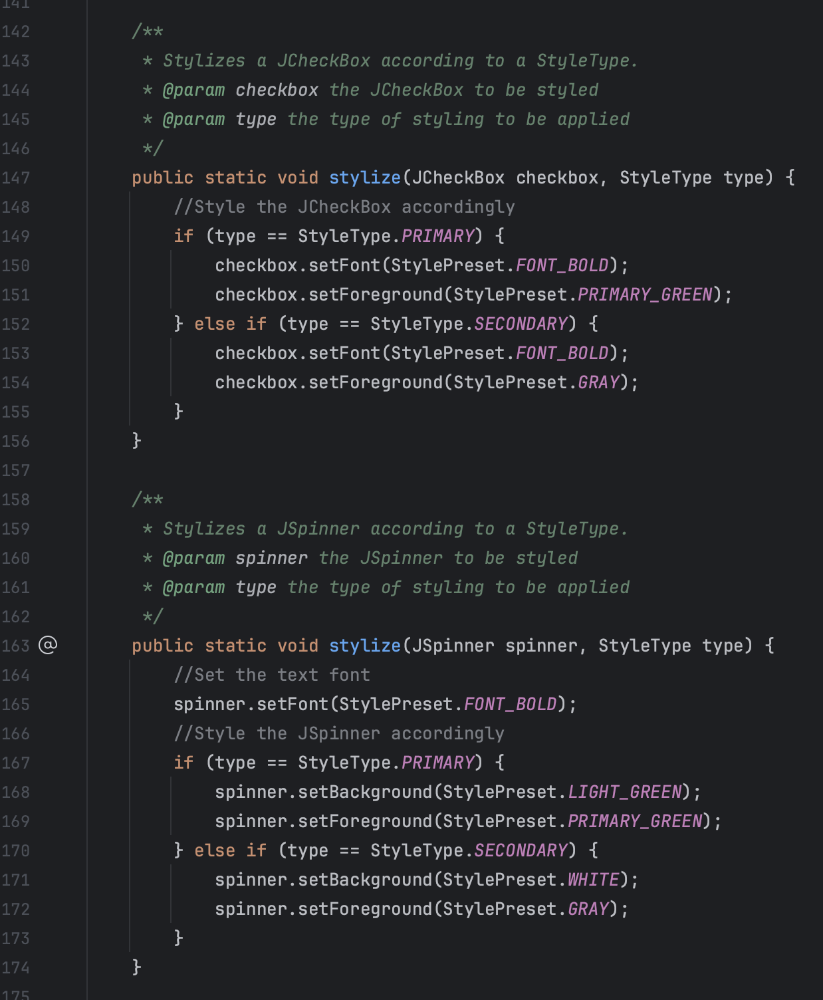 141
142 /**
143 * Stylizes a JCheckBox according to a StyleType.
144 * @param checkbox the JCheckBox to be styled
145 * @param type the type of styling to be applied
146 */
147 public static void stylize(JCheckBox checkbox, StyleType type) {
148 //Style the JCheckBox accordingly
149 if (type == StyleType.PRIMARY) {
150 checkbox.setFont(StylePreset.FONT_BOLD);
151 checkbox.setForeground(StylePreset.PRIMARY_GREEN);
152 } else if (type == StyleType.SECONDARY) {
153 checkbox.setFont(StylePreset.FONT_BOLD);
154 checkbox.setForeground(StylePreset.GRAY);
155 }
156 }
157
158 /**
159 * Stylizes a JSpinner according to a StyleType.
160 * @param spinner the JSpinner to be styled
161 * @param type the type of styling to be applied
162 */
163 @ public static void stylize(JSpinner spinner, StyleType type) {
164 //Set the text font
165 spinner.setFont(StylePreset.FONT_BOLD);
166 //Style the JSpinner accordingly
167 if (type == StyleType.PRIMARY) {
168 spinner.setBackground(StylePreset.LIGHT_GREEN);
169 spinner.setForeground(StylePreset.PRIMARY_GREEN);
170 } else if (type == StyleType.SECONDARY) {
171 spinner.setBackground(StylePreset.WHITE);
172 spinner.setForeground(StylePreset.GRAY);
173 }
174 }
175